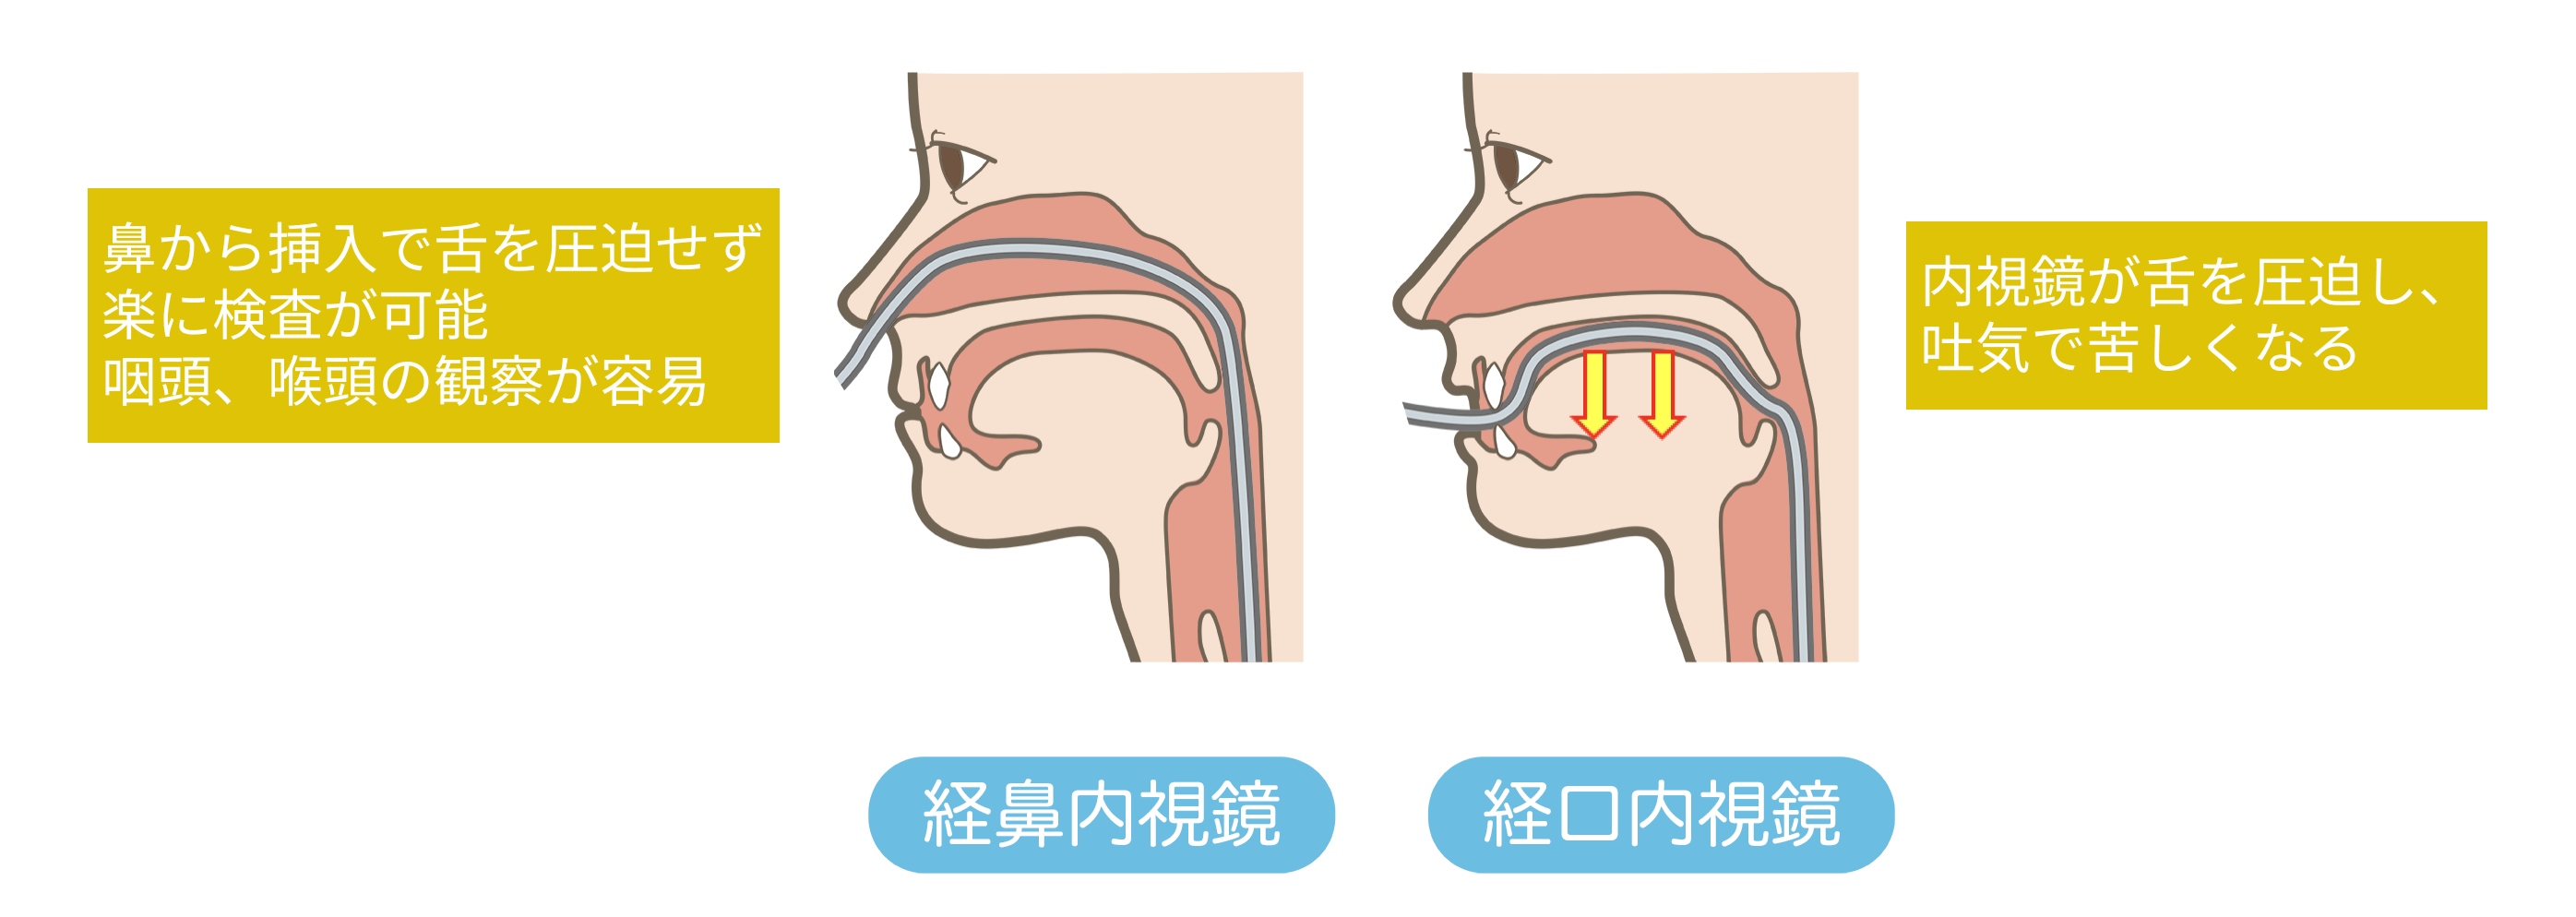 鼻から挿入で舌を圧迫せず
楽に検査が可能
咽頭、喉頭の観察が容易
内視鏡が舌を圧迫し、
吐気で苦しくなる
経鼻内視鏡
経口内視鏡